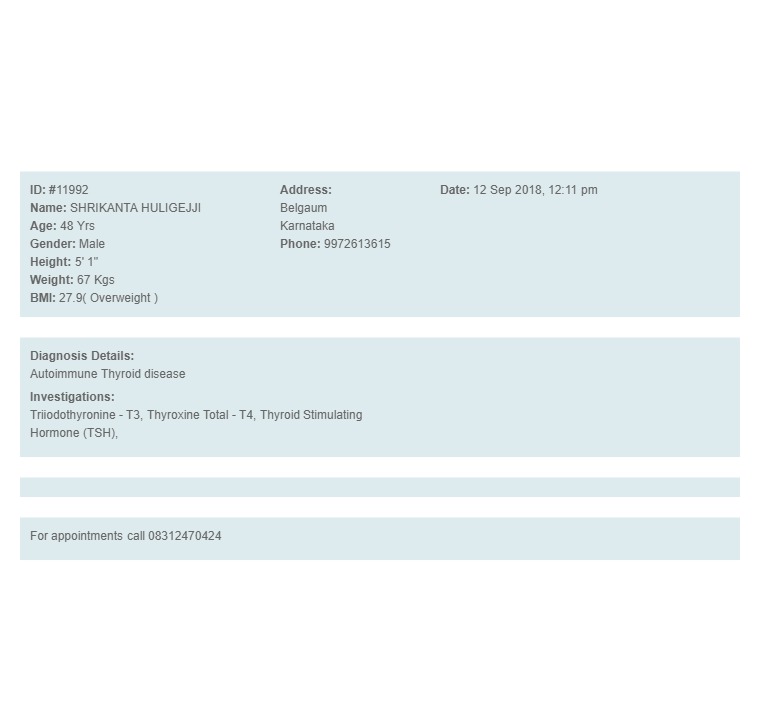 ID: #11992
Name: SHRIKANTA HULIGEJJI
Age: 48 Yrs
Gender: Male
Height: 5' 1"
Weight: 67 Kgs
BMI: 27.9( Overweight )
Address:
Belgaum
Karnataka
Phone: 9972613615
Date: 12 Sep 2018, 12:11 pm
Diagnosis Details:
Autoimmune Thyroid disease
Investigations:
Triiodothyronine - T3, Thyroxine Total - T4, Thyroid Stimulating
Hormone (TSH),
For appointments call 08312470424